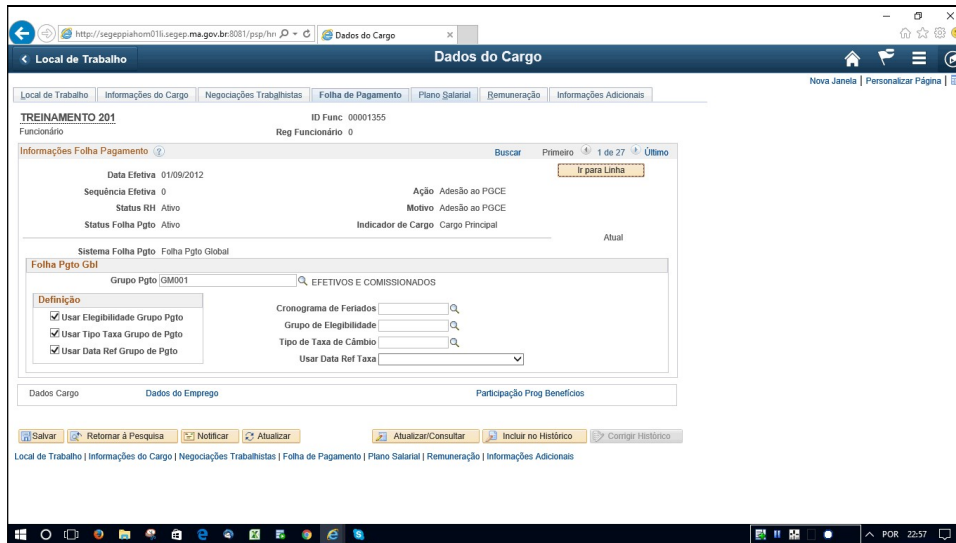 http://segeppiahom01li.segep.ma.gov.br:8081/psp/hr
Dados do Cargo
Local de Trabalho
Dados do Cargo
Nova Janela | Personalizar Página |
Local de Trabalho Informações do Cargo Negociações Trabalhistas Folha de Pagamento Plano Salarial Remuneração Informações Adicionais
TREINAMENTO 201 ID Func 00001355
Funcionário Reg Funcionário 0
Informações Folha Pagamento Buscar Primeiro 1 de 27 Último
Ir para Linha
Data Efetiva 01/09/2012
Sequência Efetiva 0 Ação Adesão ao PGCE
Status RH Ativo Motivo Adesão ao PGCE
Status Folha Pgto Ativo Indicador de Cargo Cargo Principal
Atual
Sistema Folha Pgto Folha Pgto Global
Folha Pgto Gbl
Grupo Pgto GM001 EFETIVOS E COMISSIONADOS
Definição
Usar Elegibilidade Grupo Pgto
Usar Tipo Taxa Grupo de Pgto
Usar Data Ref Grupo de Pgto
Cronograma de Feriados
Grupo de Elegibilidade
Tipo de Taxa de Câmbio
Usar Data Ref Taxa
Dados Cargo Dados do Emprego Participação Prog Benefícios
Salvar Retornar à Pesquisa Notificar Atualizar Atualizar/Consultar Incluir no Histórico Corrigir Histórico
Local de Trabalho | Informações do Cargo | Negociações Trabalhistas | Folha de Pagamento | Plano Salarial | Remuneração | Informações Adicionais
POR 22:57